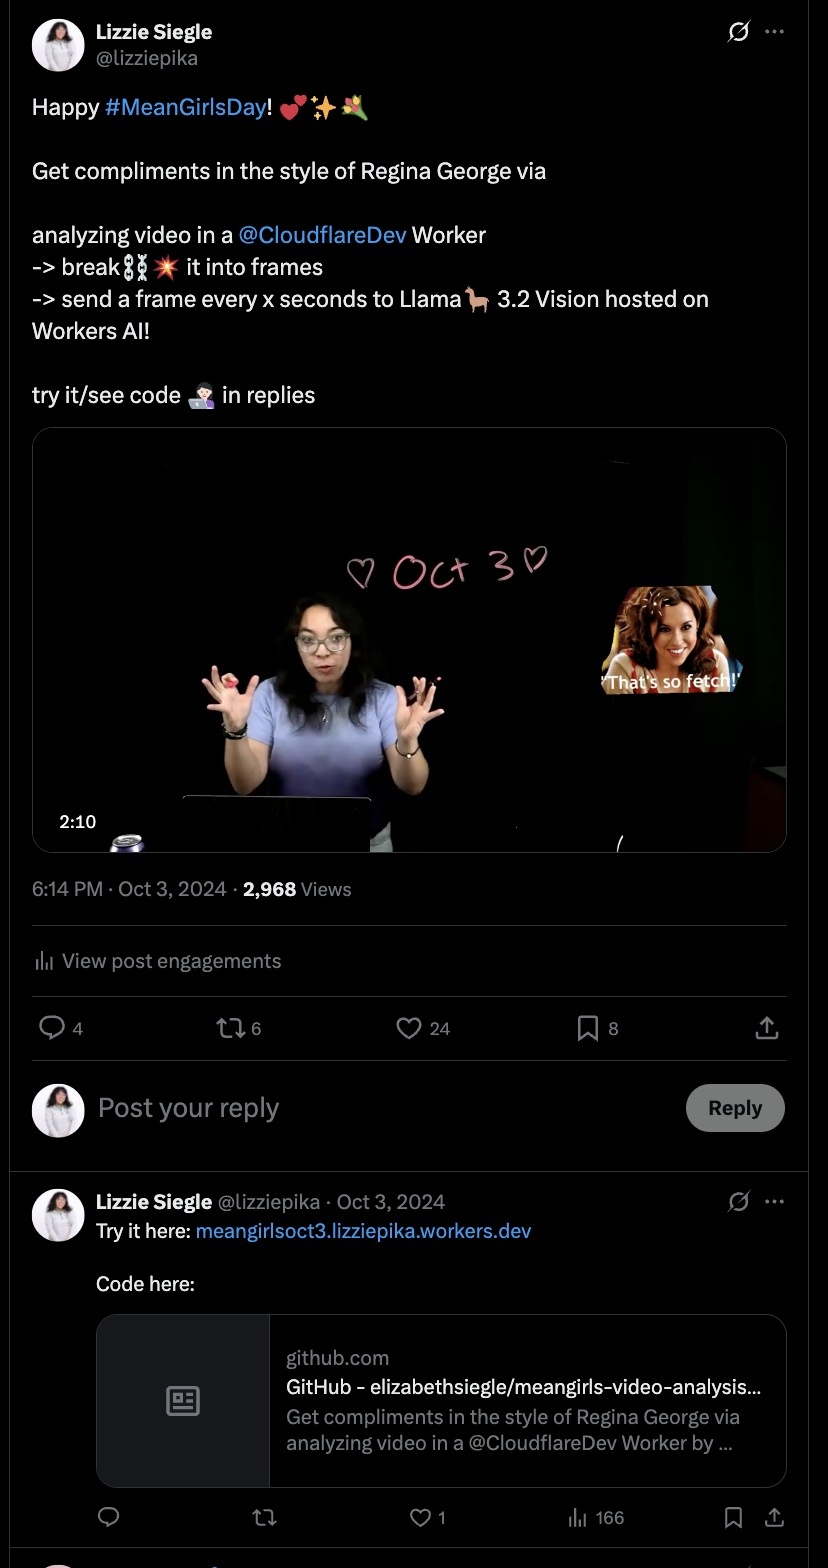 Lizzie Siegle
@lizziepika
Happy #MeanGirlsDay! 💕✨💐
Get compliments in the style of Regina George via
analyzing video in a @CloudflareDev Worker
-> break⛓️💥 it into frames
-> send a frame every x seconds to Llama🦙 3.2 Vision hosted on
Workers AI!
try it/see code 👩🏻‍💻 in replies
♡ Oct 3 ♡
"That's so fetch!"
2:10
6:14 PM · Oct 3, 2024 · 2,968 Views
View post engagements
4 6 24 8
Post your reply
Reply
Lizzie Siegle @lizziepika · Oct 3, 2024
Try it here: meangirlsoct3.lizziepika.workers.dev
Code here:
github.com
GitHub - elizabethsiegle/meangirls-video-analysis...
Get compliments in the style of Regina George via
analyzing video in a @CloudflareDev Worker by ...
1 166